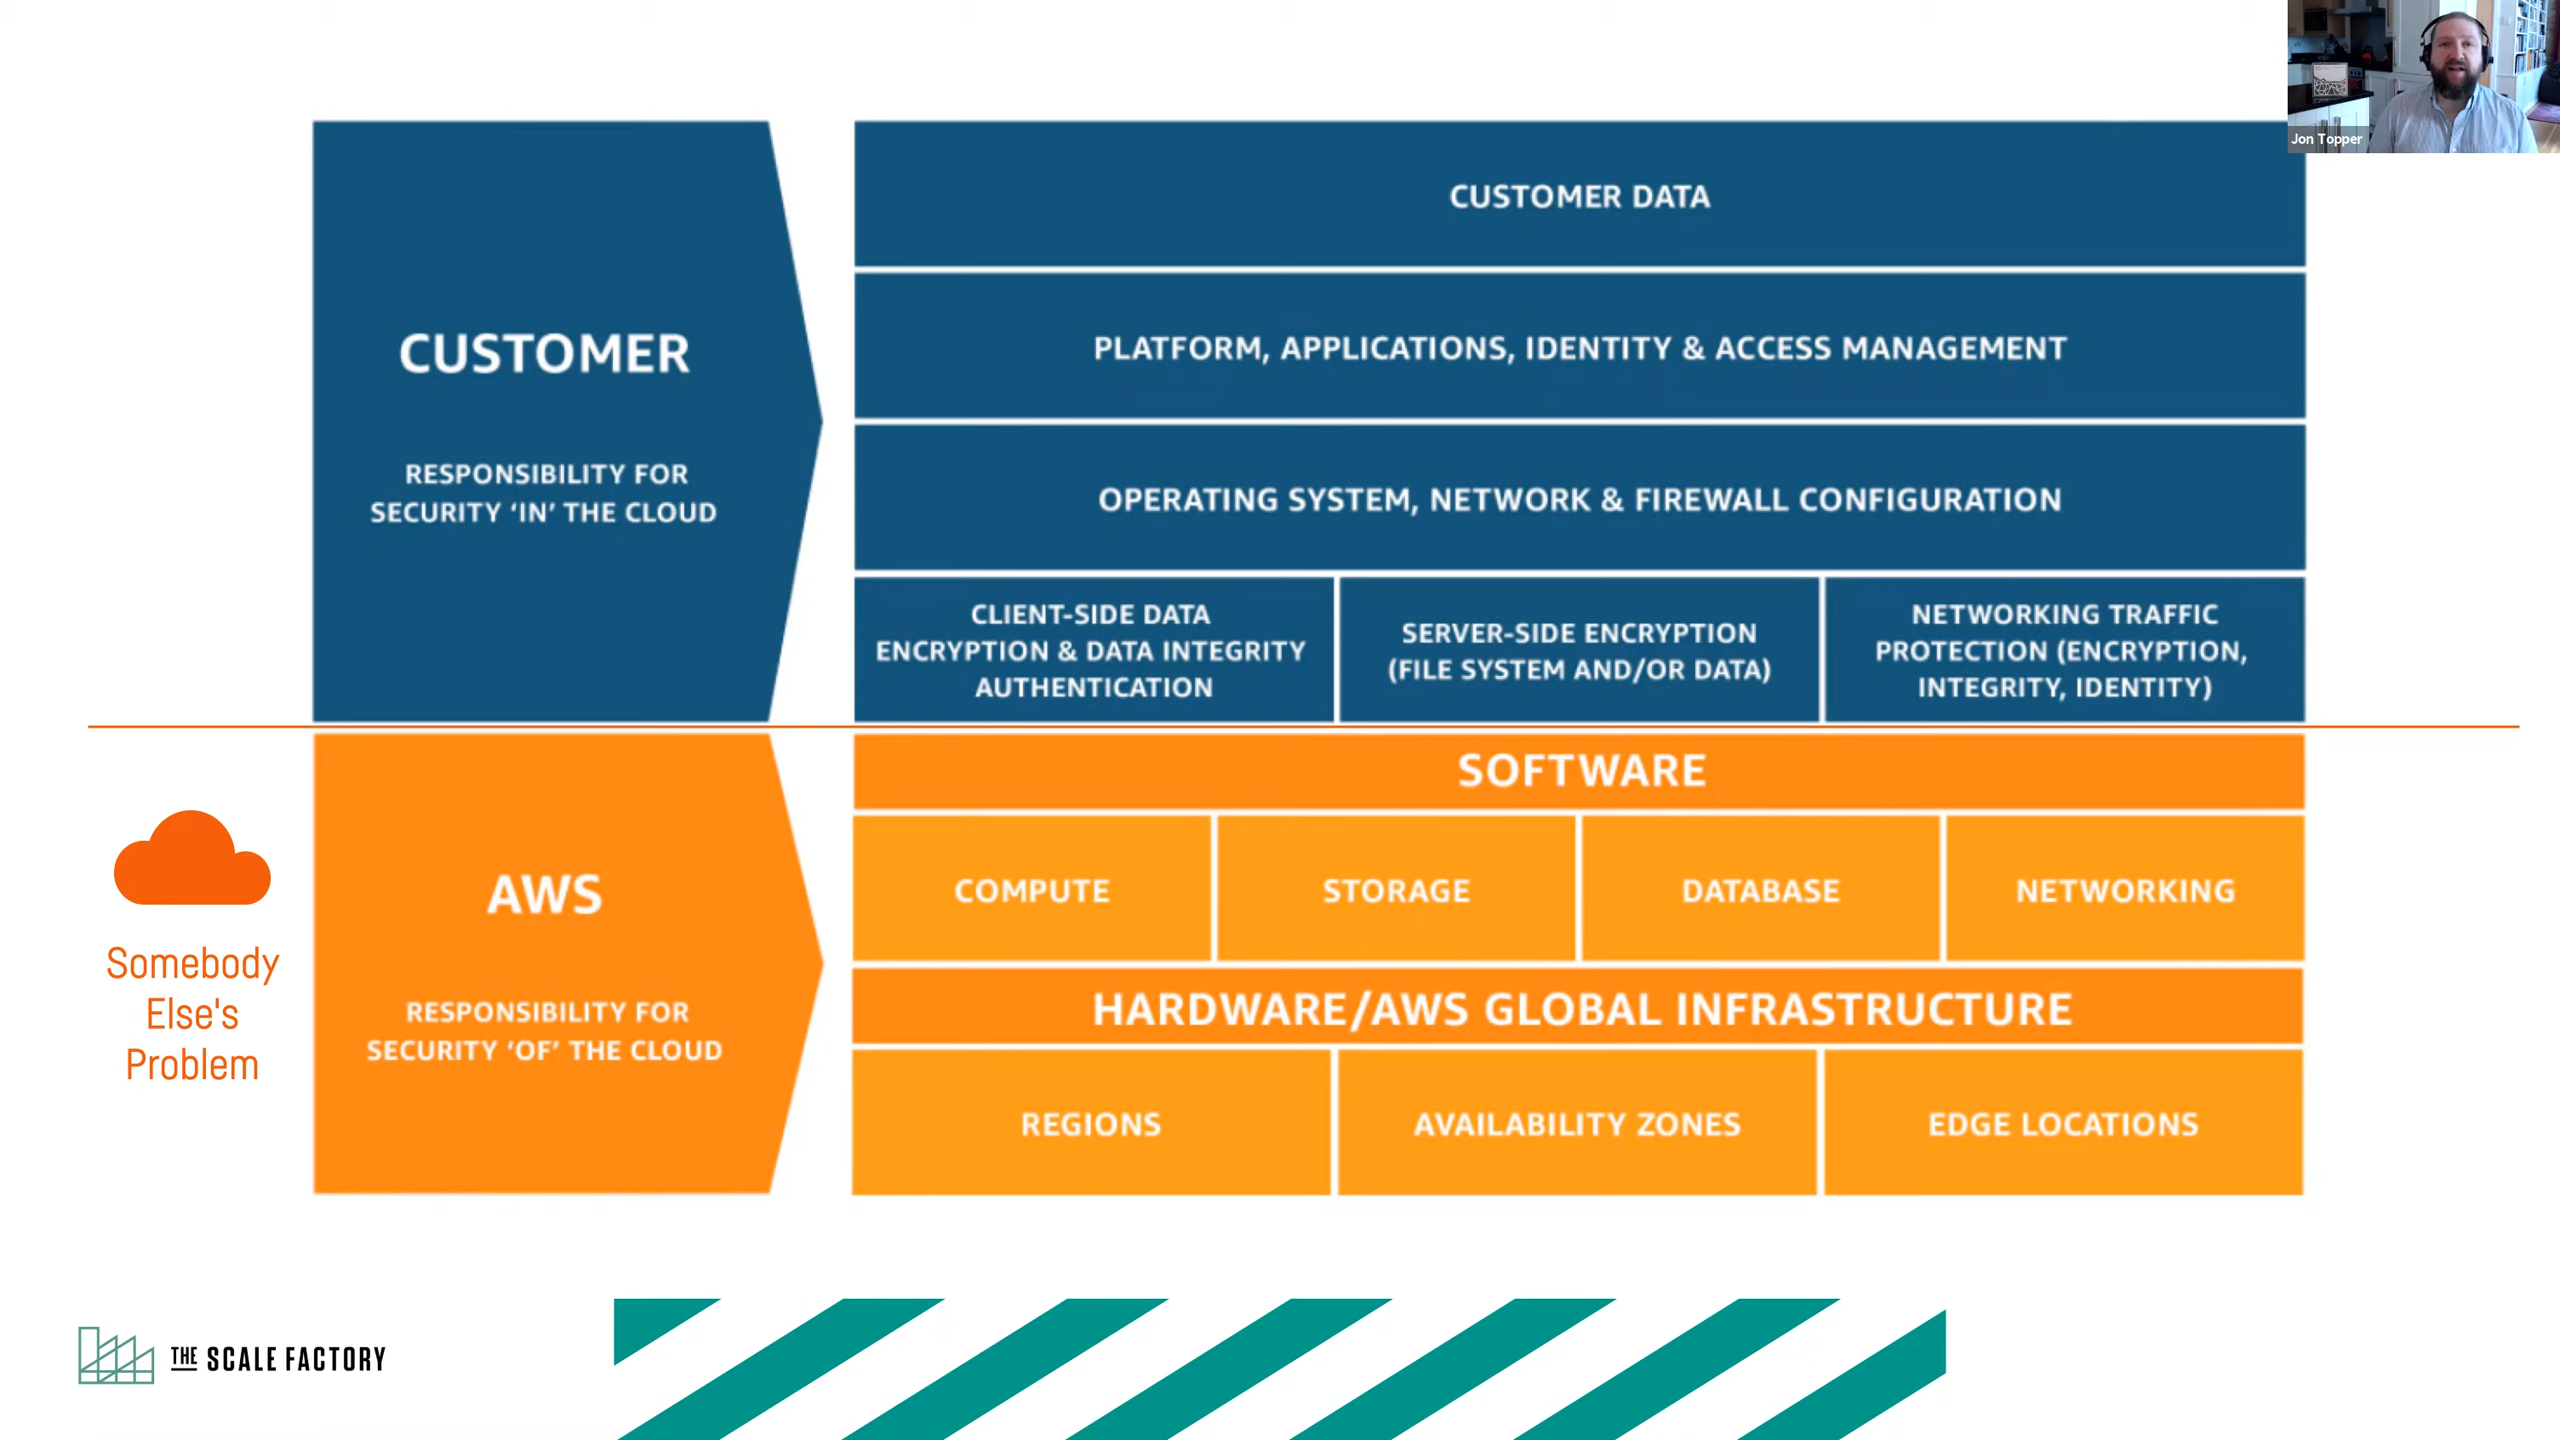 Jon Topper
CUSTOMER
RESPONSIBILITY FOR
SECURITY ‘IN’ THE CLOUD
CUSTOMER DATA
PLATFORM, APPLICATIONS, IDENTITY & ACCESS MANAGEMENT
OPERATING SYSTEM, NETWORK & FIREWALL CONFIGURATION
CLIENT-SIDE DATA
ENCRYPTION & DATA INTEGRITY
AUTHENTICATION
SERVER-SIDE ENCRYPTION
(FILE SYSTEM AND/OR DATA)
NETWORKING TRAFFIC
PROTECTION (ENCRYPTION,
INTEGRITY, IDENTITY)
Somebody
Else's
Problem
AWS
RESPONSIBILITY FOR
SECURITY ‘OF’ THE CLOUD
SOFTWARE
COMPUTE
STORAGE
DATABASE
NETWORKING
HARDWARE/AWS GLOBAL INFRASTRUCTURE
REGIONS
AVAILABILITY ZONES
EDGE LOCATIONS
THE SCALE FACTORY